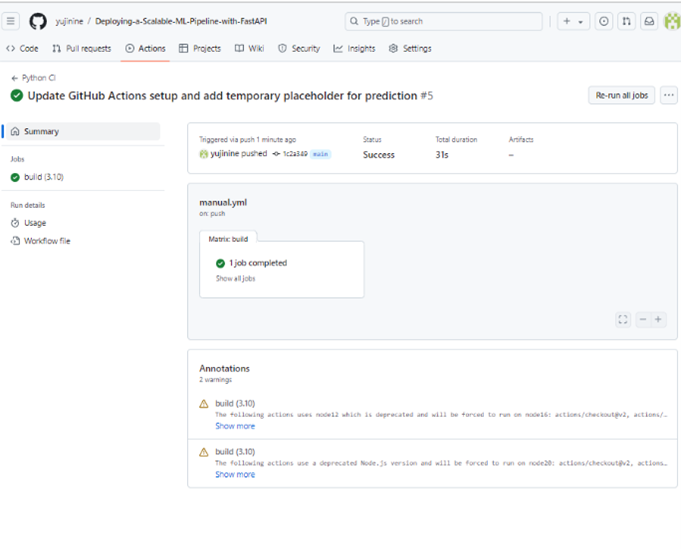 yujinine / Deploying-a-Scalable-ML-Pipeline-with-FastAPI
Type / to search
Code Pull requests Actions Projects Wiki Security Insights Settings
Python CI
Update GitHub Actions setup and add temporary placeholder for prediction #5
Re-run all jobs
Summary
Jobs
build (3.10)
Run details
Usage
Workflow file
Triggered via push 1 minute ago
yujinine pushed 1c2a849 main
Status
Success
Total duration
31s
Artifacts
–
manual.yml
on: push
Matrix: build
1 job completed
Show all jobs
Annotations
2 warnings
build (3.10)
The following actions uses node12 which is deprecated and will be forced to run on node16: actions/checkout@v2, actions/…
Show more
build (3.10)
The following actions use a deprecated Node.js version and will be forced to run on node20: actions/checkout@v2, actions…
Show more